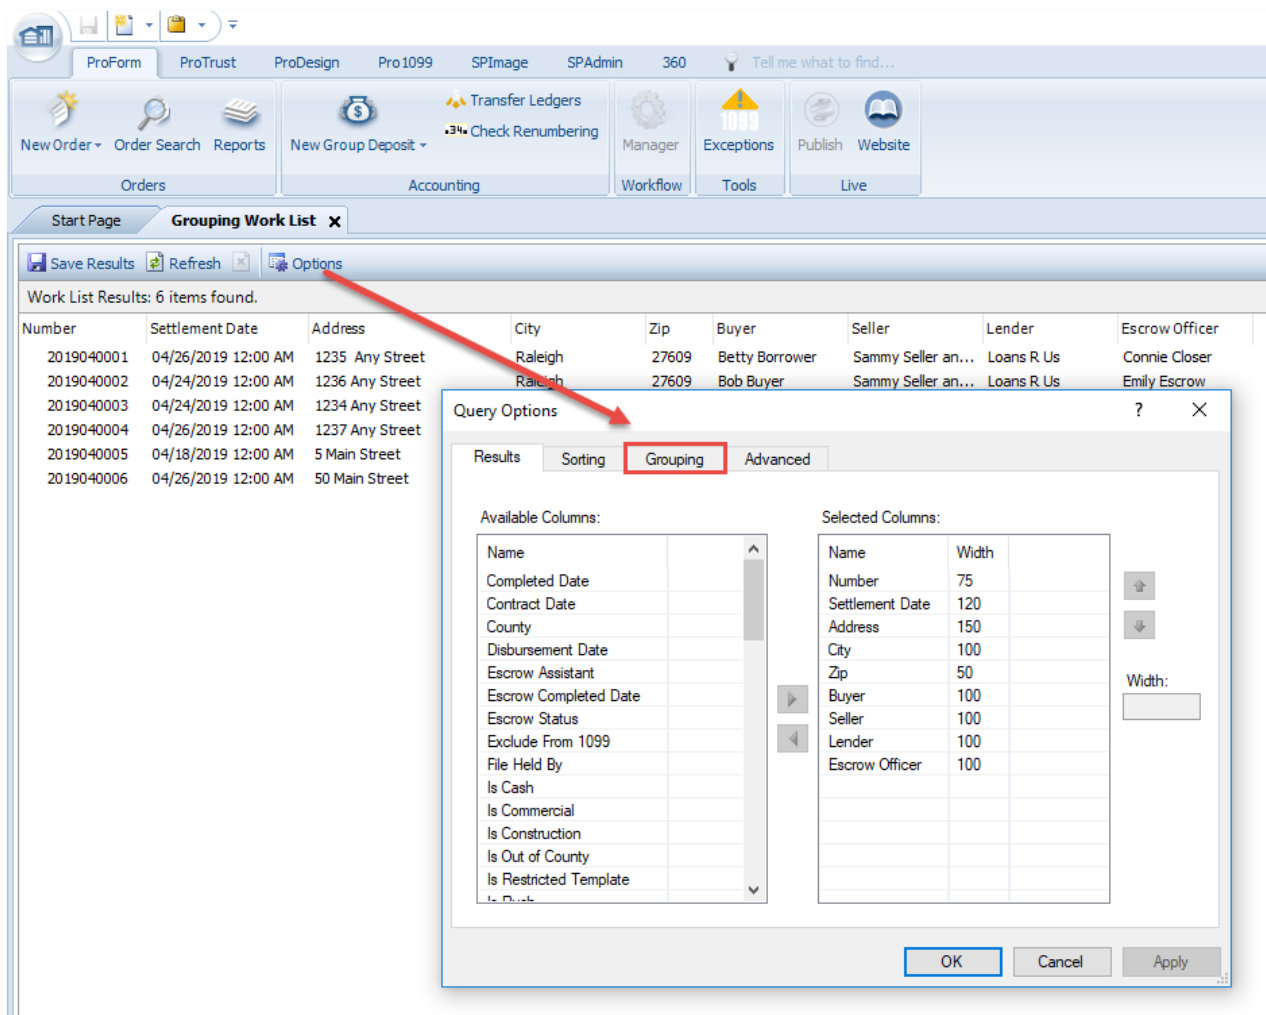 ProForm ProTrust ProDesign Pro1099 SPImage SPAdmin 360 Tell me what to find...
Transfer Ledgers
1099
.34. Check Renumbering
New Order Order Search Reports New Group Deposit Manager Exceptions Publish Website
Orders Accounting Workflow Tools Live
Start Page Grouping Work List X
Save Results Refresh Options
Work List Results: 6 items found.
Number Settlement Date Address City Zip Buyer Seller Lender Escrow Officer
2019040001 04/26/2019 12:00 AM 1235 Any Street Raleigh 27609 Betty Borrower Sammy Seller an... Loans R Us Connie Closer
2019040002 04/24/2019 12:00 AM 1236 Any Street Raleigh 27609 Bob Buyer Sammy Seller an... Loans R Us Emily Escrow
2019040003 04/24/2019 12:00 AM 1234 Any Street
2019040004 04/26/2019 12:00 AM 1237 Any Street
2019040005 04/18/2019 12:00 AM 5 Main Street
2019040006 04/26/2019 12:00 AM 50 Main Street
Query Options ?
Results Sorting Grouping Advanced
Available Columns: Selected Columns:
Name Name Width
Completed Date Number 75
Contract Date Settlement Date 120
County Address 150
Disbursement Date City 100
Escrow Assistant Zip 50
Width:
Escrow Completed Date Buyer 100
Escrow Status Seller 100
Exclude From 1099 Lender 100
File Held By Escrow Officer 100
Is Cash
Is Commercial
Is Construction
Is Out of County
Is Restricted Template
OK Cancel Apply